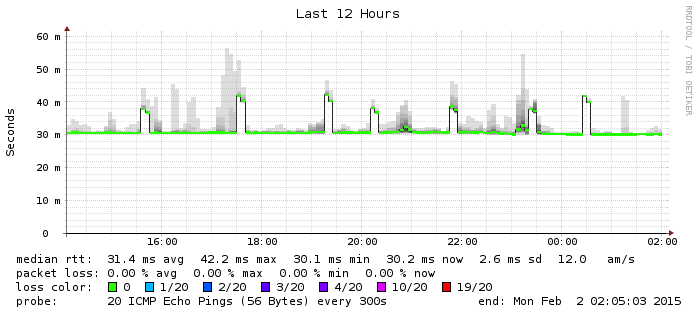 Last 12 Hours
RRDTOOL / TOBI OETIKER
Seconds
60 m
50 m
40 m
30 m
20 m
10 m
0
16:00 18:00 20:00 22:00 00:00 02:00
median rtt: 31.4 ms avg 42.2 ms max 30.1 ms min 30.2 ms now 2.6 ms sd 12.0 am/s
packet loss: 0.00 % avg 0.00 % max 0.00 % min 0.00 % now
loss color: 0 1/20 2/20 3/20 4/20 10/20 19/20
probe: 20 ICMP Echo Pings (56 Bytes) every 300s end: Mon Feb 2 02:05:03 2015